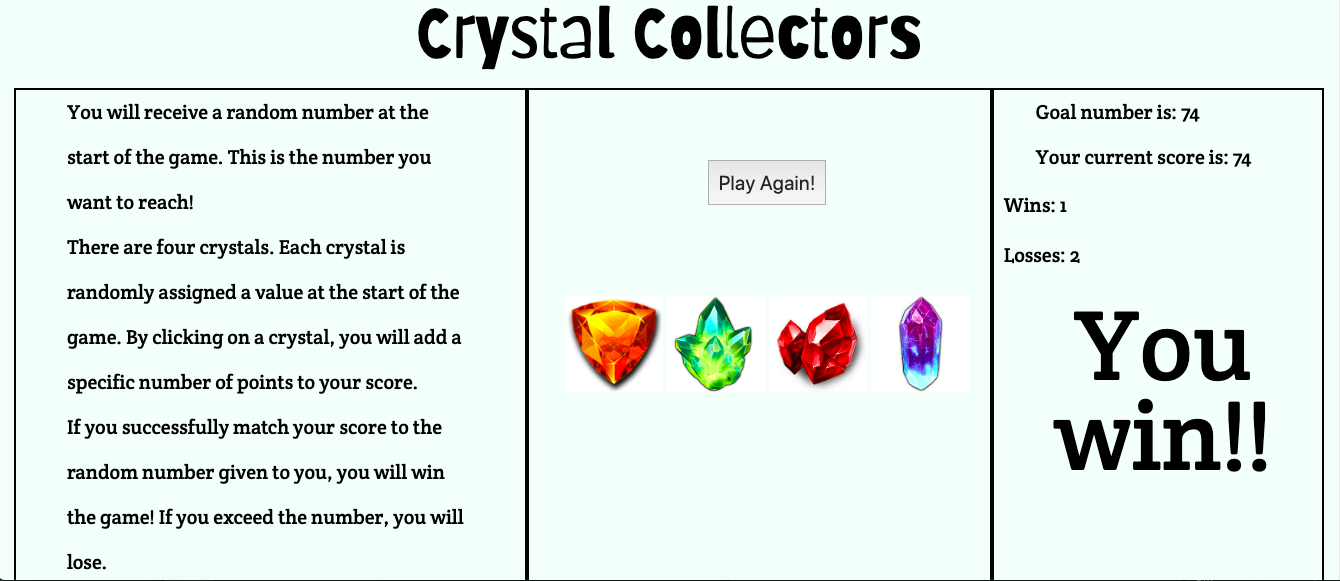 Crystal Collectors
You will receive a random number at the
start of the game. This is the number you
want to reach!
There are four crystals. Each crystal is
randomly assigned a value at the start of the
game. By clicking on a crystal, you will add a
specific number of points to your score.
If you successfully match your score to the
random number given to you, you will win
the game! If you exceed the number, you will
lose.
Play Again!
Goal number is: 74
Your current score is: 74
Wins: 1
Losses: 2
You
win!!